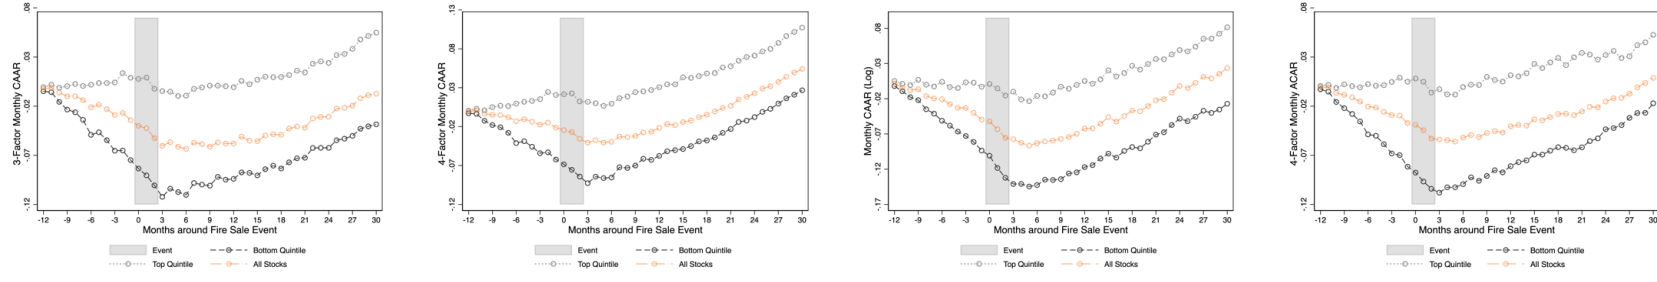 3-Factor Monthly CAAR
.08
.03
-.02
-.07
-.12
-12 -9 -6 -3 0 3 6 9 12 15 18 21 24 27 30
Months around Fire Sale Event
Event Bottom Quintile
Top Quintile All Stocks
4-Factor Monthly CAAR
.13
.08
.03
-.02
-.07
-.12
-12 -9 -6 -3 0 3 6 9 12 15 18 21 24 27 30
Months around Fire Sale Event
Event Bottom Quintile
Top Quintile All Stocks
Monthly CAAR (Log)
.08
.03
-.02
-.07
-.12
-.17
-12 -9 -6 -3 0 3 6 9 12 15 18 21 24 27 30
Months around Fire Sale Event
Event Bottom Quintile
Top Quintile All Stocks
4-Factor Monthly ACAR
.08
.03
-.02
-.07
-.12
-12 -9 -6 -3 0 3 6 9 12 15 18 21 24 27 30
Months around Fire Sale Event
Event Bottom Quintile
Top Quintile All Stocks